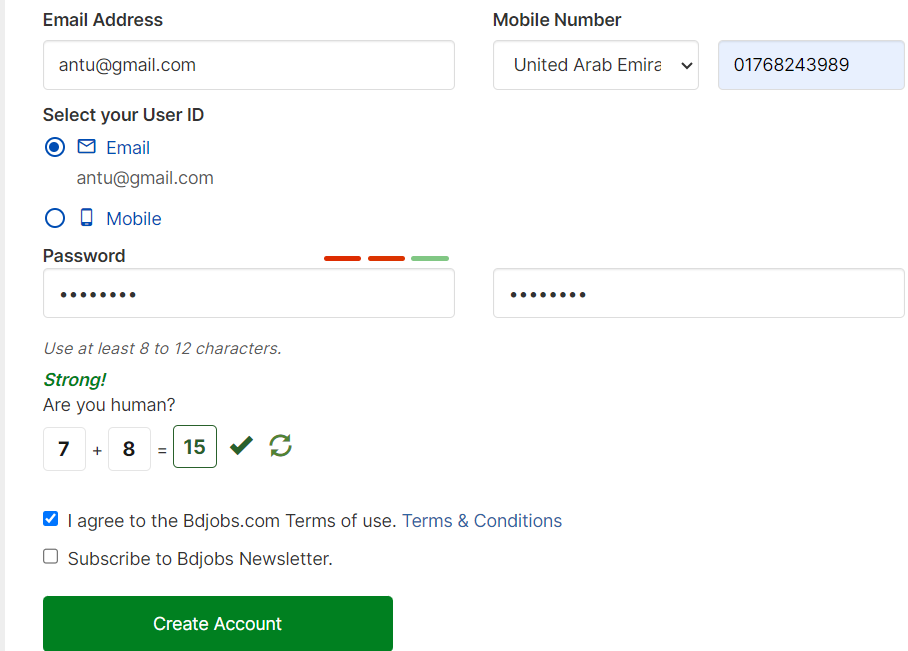 Email Address Mobile Number
antu@gmail.com United Arab Emira 01768243989
Select your User ID
Email
antu@gmail.com
Mobile
Password
•••••••• ••••••••
Use at least 8 to 12 characters.
Strong!
Are you human?
7 + 8 = 15
I agree to the Bdjobs.com Terms of use. Terms & Conditions
Subscribe to Bdjobs Newsletter.
Create Account